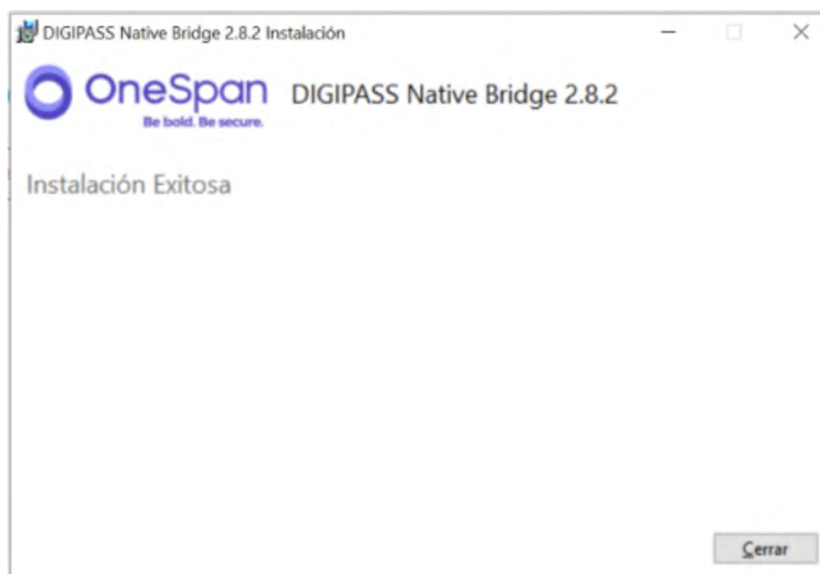 DIGIPASS Native Bridge 2.8.2 Instalación
OneSpan
Be bold. Be secure.
DIGIPASS Native Bridge 2.8.2
Instalación Exitosa
Cerrar